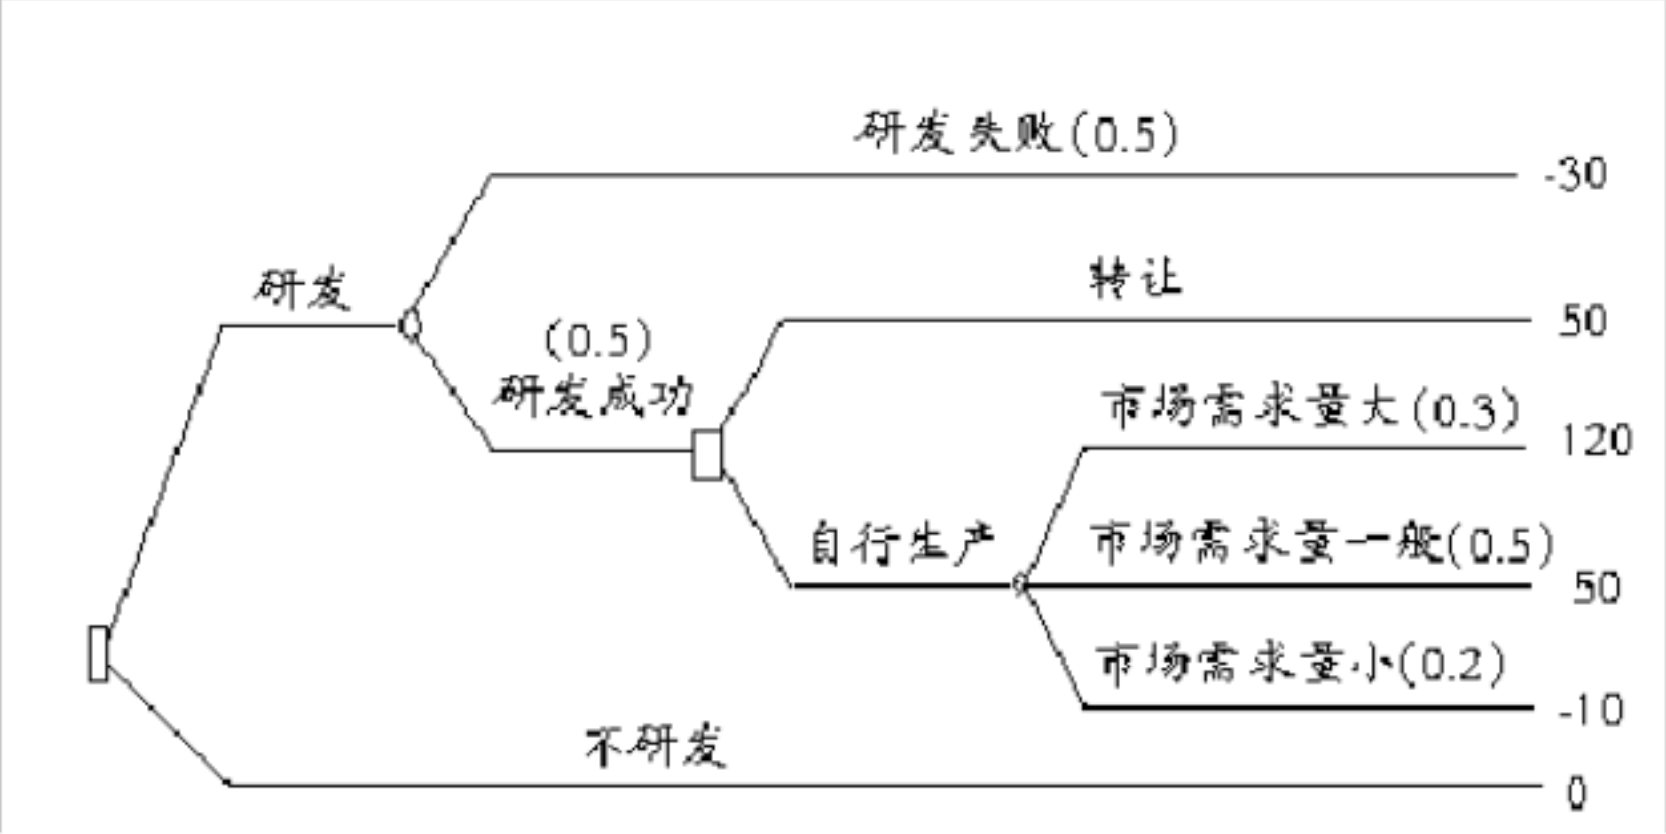 研发失败(0.5)
-30
转让
50
研发
(0.5)
研发成功
市场需求量大(0.3)
120
自行生产
市场需求量一般(0.5)
50
市场需求量小(0.2)
-10
不研发
0